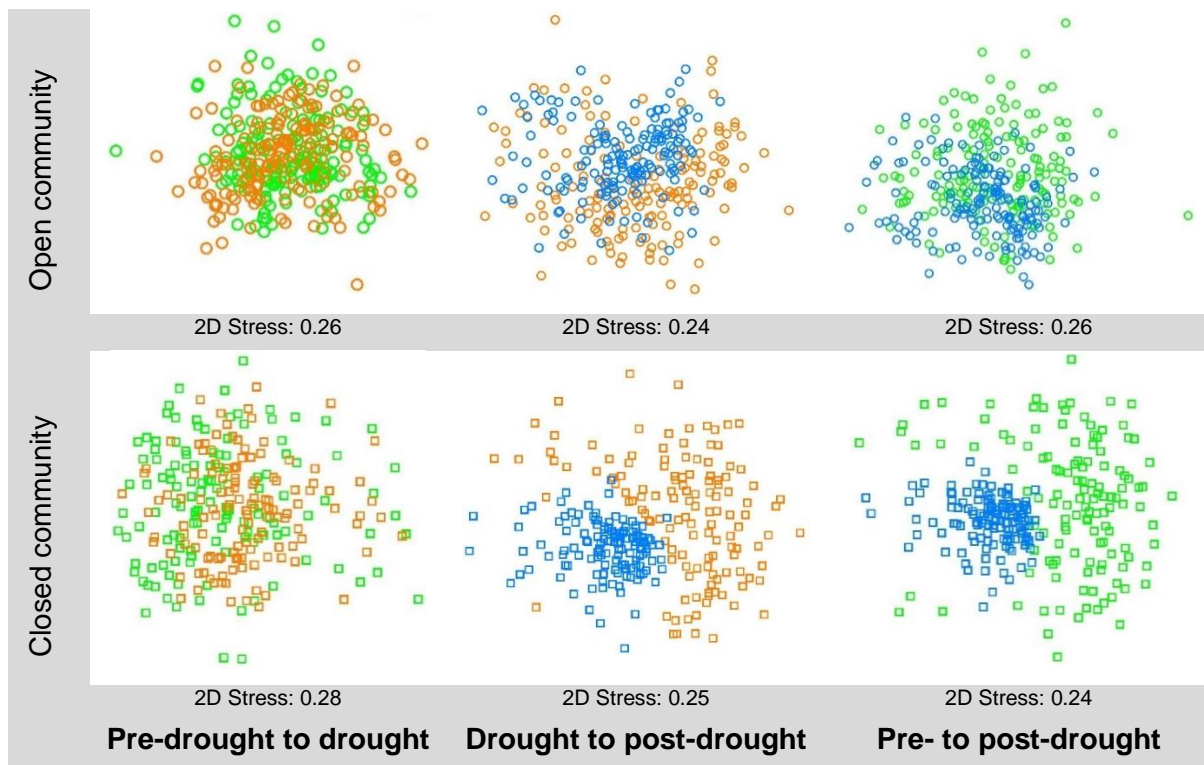 Open community
2D Stress: 0.26
2D Stress: 0.24
2D Stress: 0.26
Closed community
2D Stress: 0.28
2D Stress: 0.25
2D Stress: 0.24
Pre-drought to drought
Drought to post-drought
Pre- to post-drought